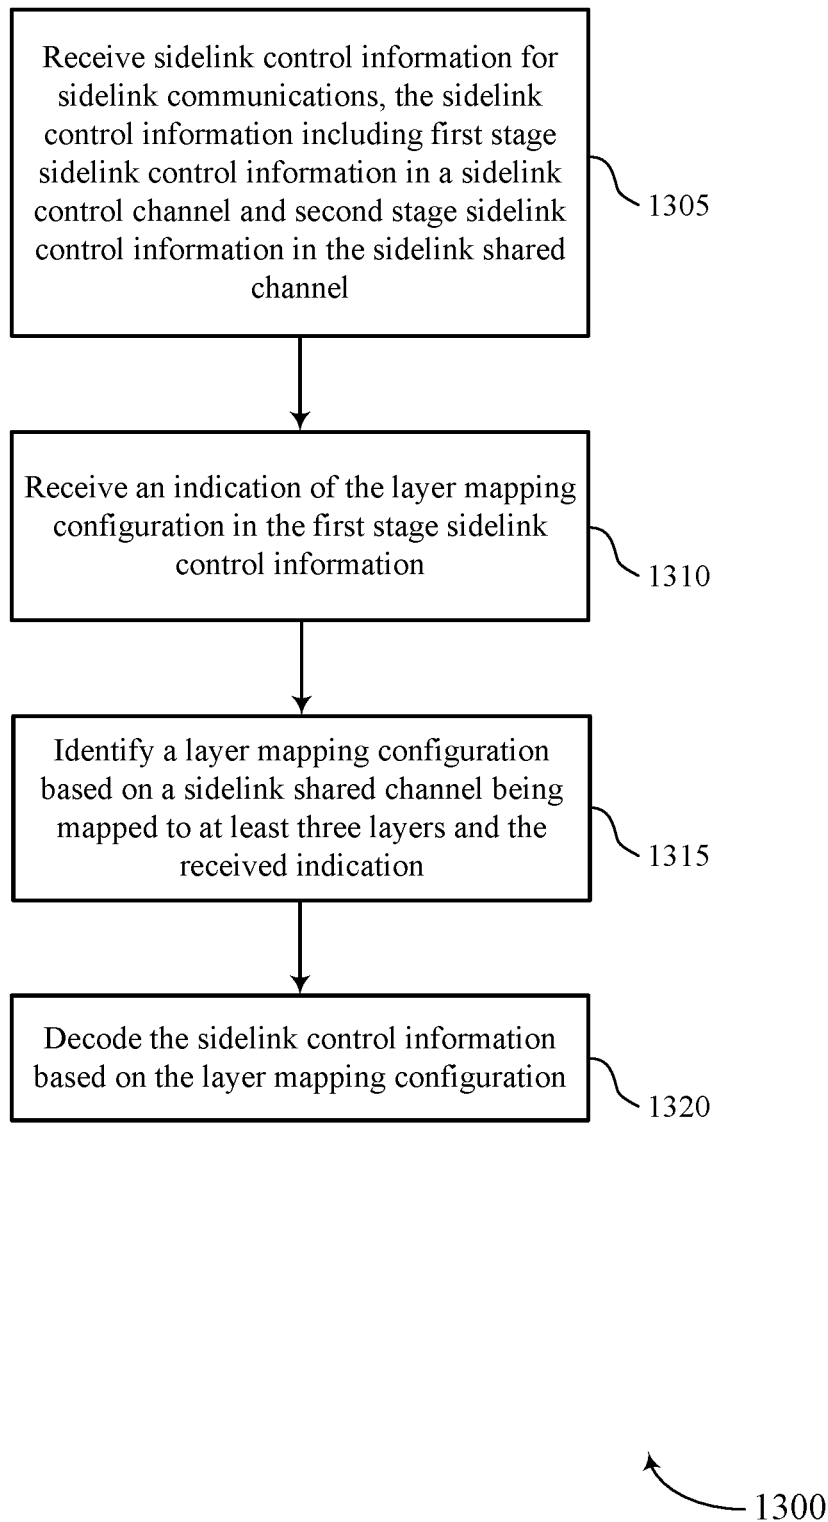 Receive sidelink control information for
sidelink communications, the sidelink
control information including first stage
sidelink control information in a sidelink
control channel and second stage sidelink
control information in the sidelink shared
channel
1305
Receive an indication of the layer mapping
configuration in the first stage sidelink
control information
1310
Identify a layer mapping configuration
based on a sidelink shared channel being
mapped to at least three layers and the
received indication
1315
Decode the sidelink control information
based on the layer mapping configuration
1320
1300